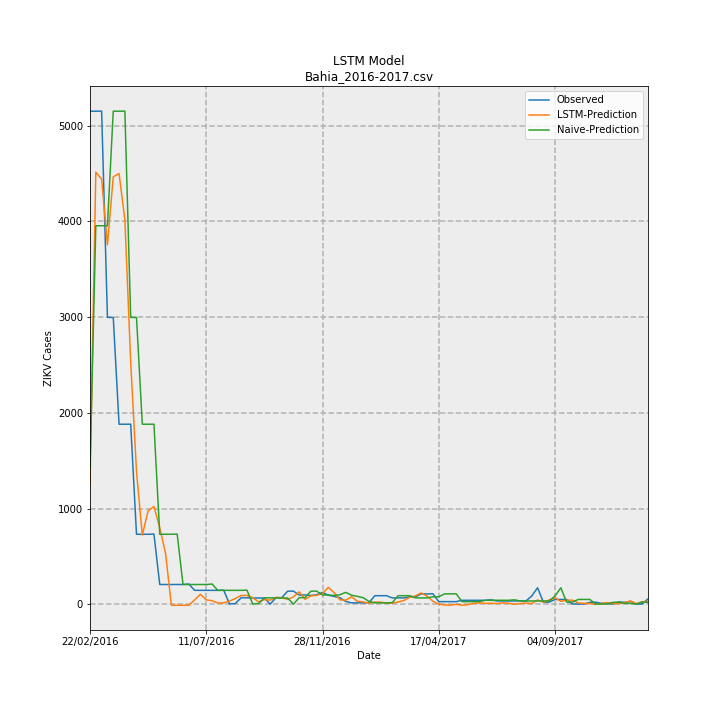 LSTM Model
Bahia_2016-2017.csv
Observed
LSTM-Prediction
Naive-Prediction
5000
4000
3000
2000
1000
0
ZIKV Cases
22/02/2016
11/07/2016
28/11/2016
17/04/2017
04/09/2017
Date